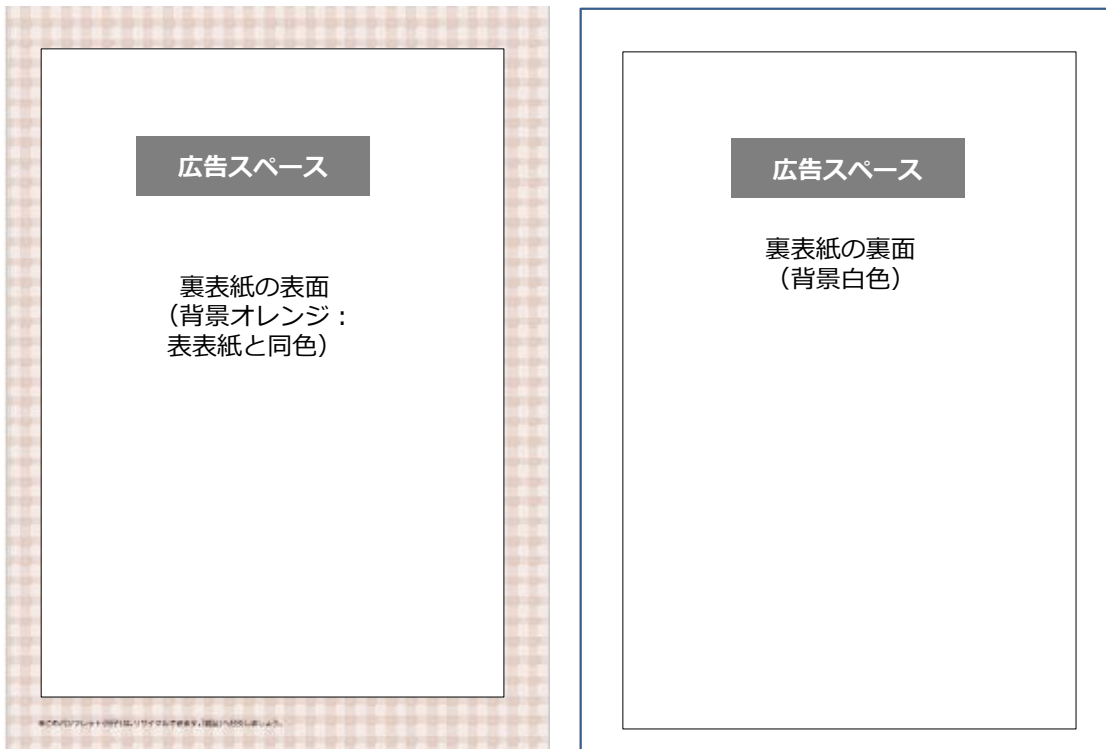 広告スペース
裏表紙の表面
（背景オレンジ：
表表紙と同色）
広告スペース
裏表紙の裏面
（背景白色）